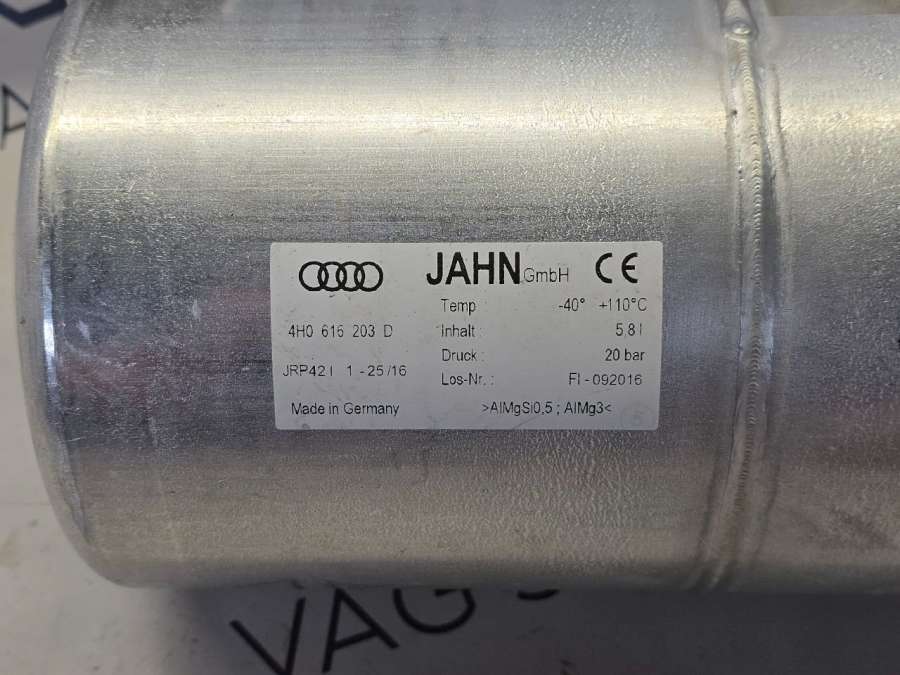 JAHN GmbH CE
Temp -40° +110°C
4H0 616 203 D
Inhalt : 5,8 l
Druck : 20 bar
JRP42 I 1 - 25/16
Los-Nr. : FI - 092016
Made in Germany >AlMgSi0,5 ; AlMg3<
VAG